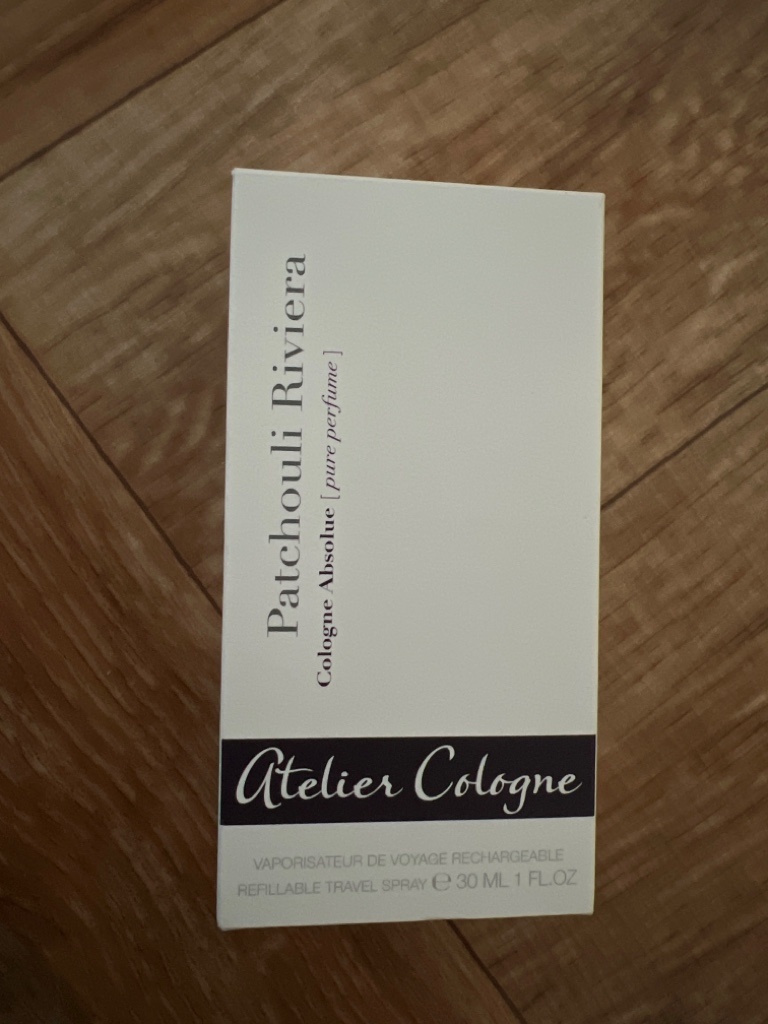 Patchouli Riviera
Cologne Absolue [ pure perfume ]
Atelier Cologne
VAPORISATEUR DE VOYAGE RECHARGEABLE
REFILLABLE TRAVEL SPRAY ℮ 30 ML 1 FL.OZ